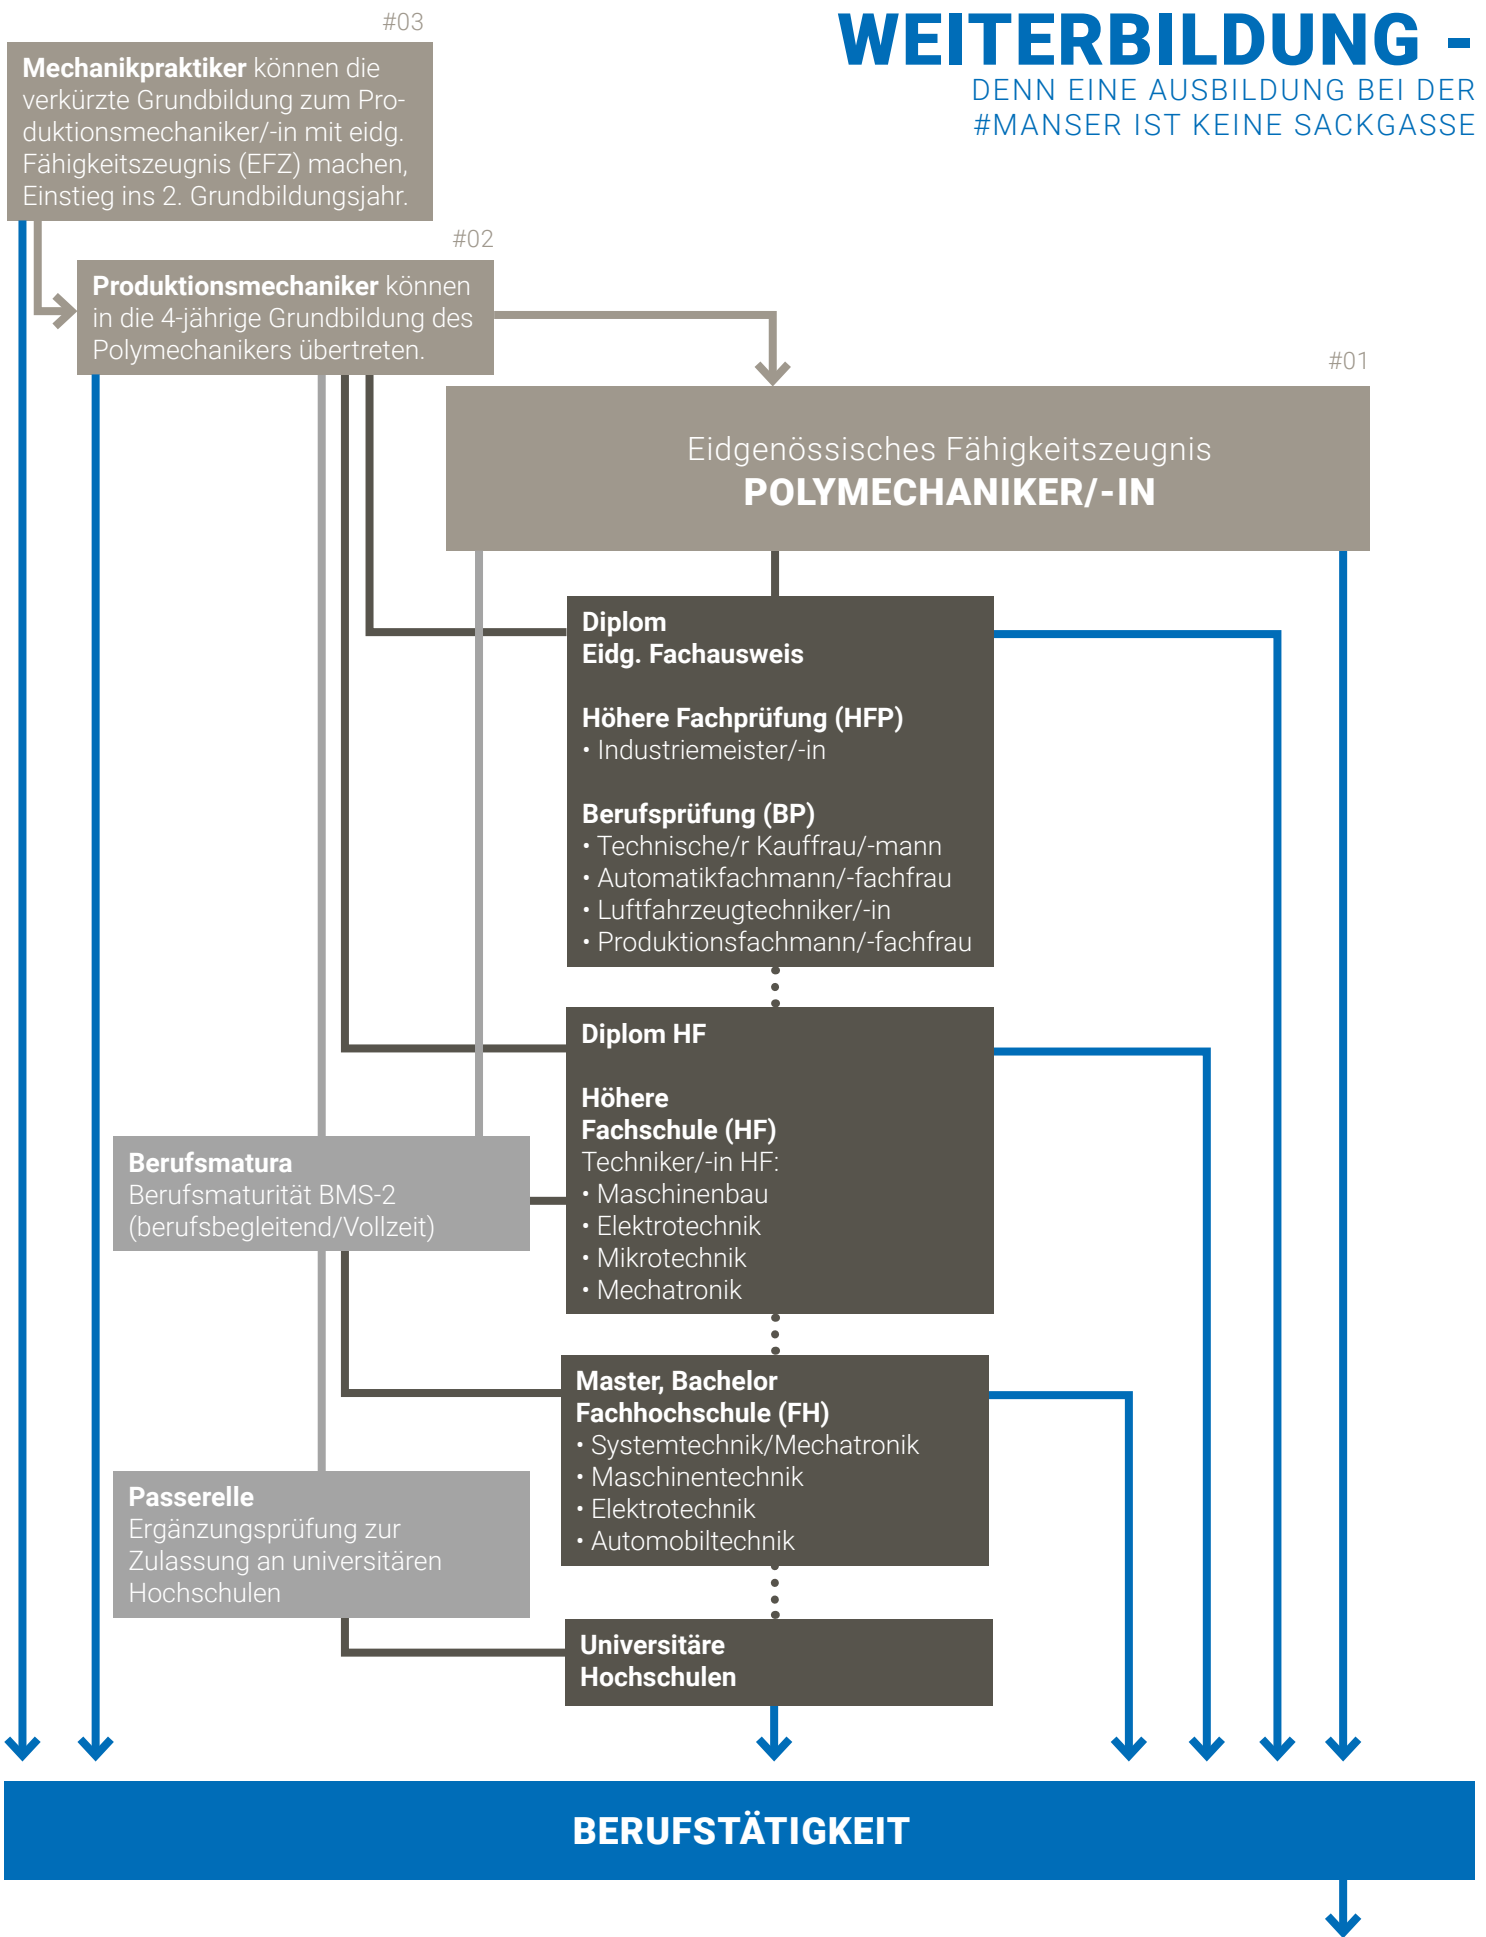 WEITERBILDUNG -
DENN EINE AUSBILDUNG BEI DER
#MANSER IST KEINE SACKGASSE
#03
Mechanikpraktiker können die
verkürzte Grundbildung zum Pro-
duktionsmechaniker/-in mit eidg.
Fähigkeitszeugnis (EFZ) machen,
Einstieg ins 2. Grundbildungsjahr.
#02
Produktionsmechaniker können
in die 4-jährige Grundbildung des
Polymechanikers übertreten.
#01
Eidgenössisches Fähigkeitszeugnis
POLYMECHANIKER/-IN
Diplom
Eidg. Fachausweis
Höhere Fachprüfung (HFP)
• Industriemeister/-in
Berufsprüfung (BP)
• Technische/r Kauffrau/-mann
• Automatikfachmann/-fachfrau
• Luftfahrzeugtechniker/-in
• Produktionsfachmann/-fachfrau
Diplom HF
Höhere
Fachschule (HF)
Techniker/-in HF:
• Maschinenbau
• Elektrotechnik
• Mikrotechnik
• Mechatronik
Berufsmatura
Berufsmaturität BMS-2
(berufsbegleitend/Vollzeit)
Master, Bachelor
Fachhochschule (FH)
• Systemtechnik/Mechatronik
• Maschinentechnik
• Elektrotechnik
• Automobiltechnik
Passerelle
Ergänzungsprüfung zur
Zulassung an universitären
Hochschulen
Universitäre
Hochschulen
BERUFSTÄTIGKEIT